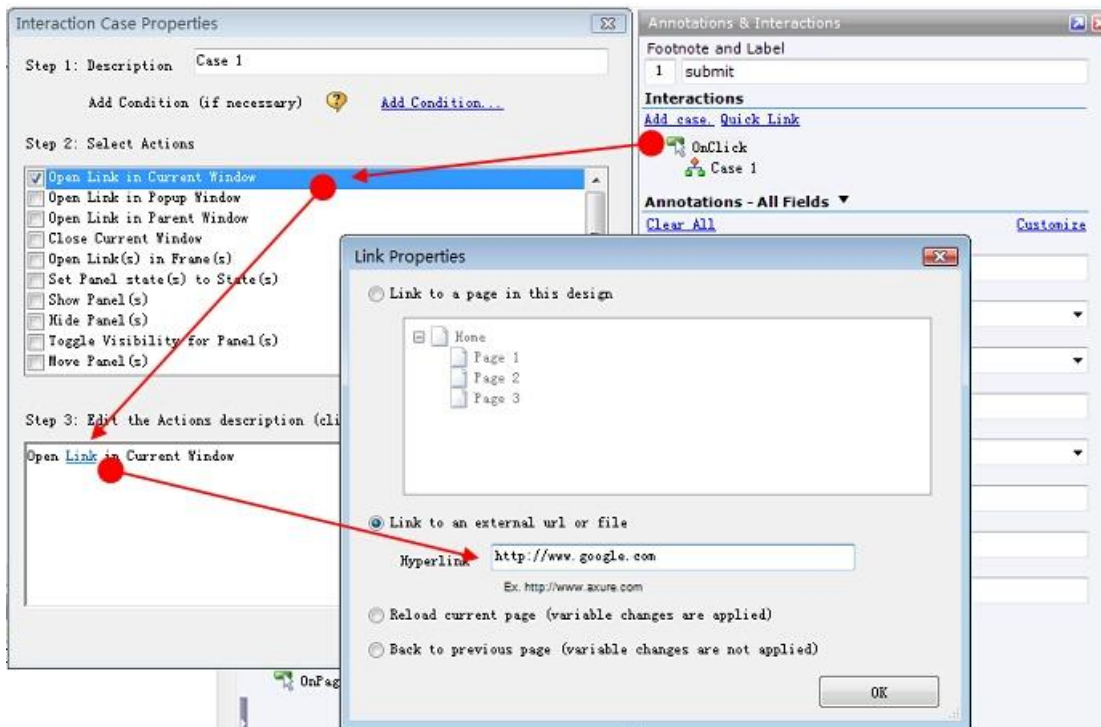 Interaction Case Properties
Step 1: Description Case 1
Add Condition (if necessary) Add Condition...
Step 2: Select Actions
Open Link in Current Window
Open Link in Popup Window
Open Link in Parent Window
Close Current Window
Open Link(s) in Frame(s)
Set Panel state(s) to State(s)
Show Panel(s)
Hide Panel(s)
Toggle Visibility for Panel(s)
Move Panel(s)
Step 3: Edit the Actions description (cli
Open Link in Current Window
Annotations & Interactions
Footnote and Label
1 submit
Interactions
Add case. Quick Link
OnClick
Case 1
Annotations - All Fields ▼
Clear All Customize
Link Properties
Link to a page in this design
Home
Page 1
Page 2
Page 3
Link to an external url or file
Hyperlink http://www.google.com
Ex. http://www.axure.com
Reload current page (variable changes are applied)
Back to previous page (variable changes are not applied)
OK
OnPag